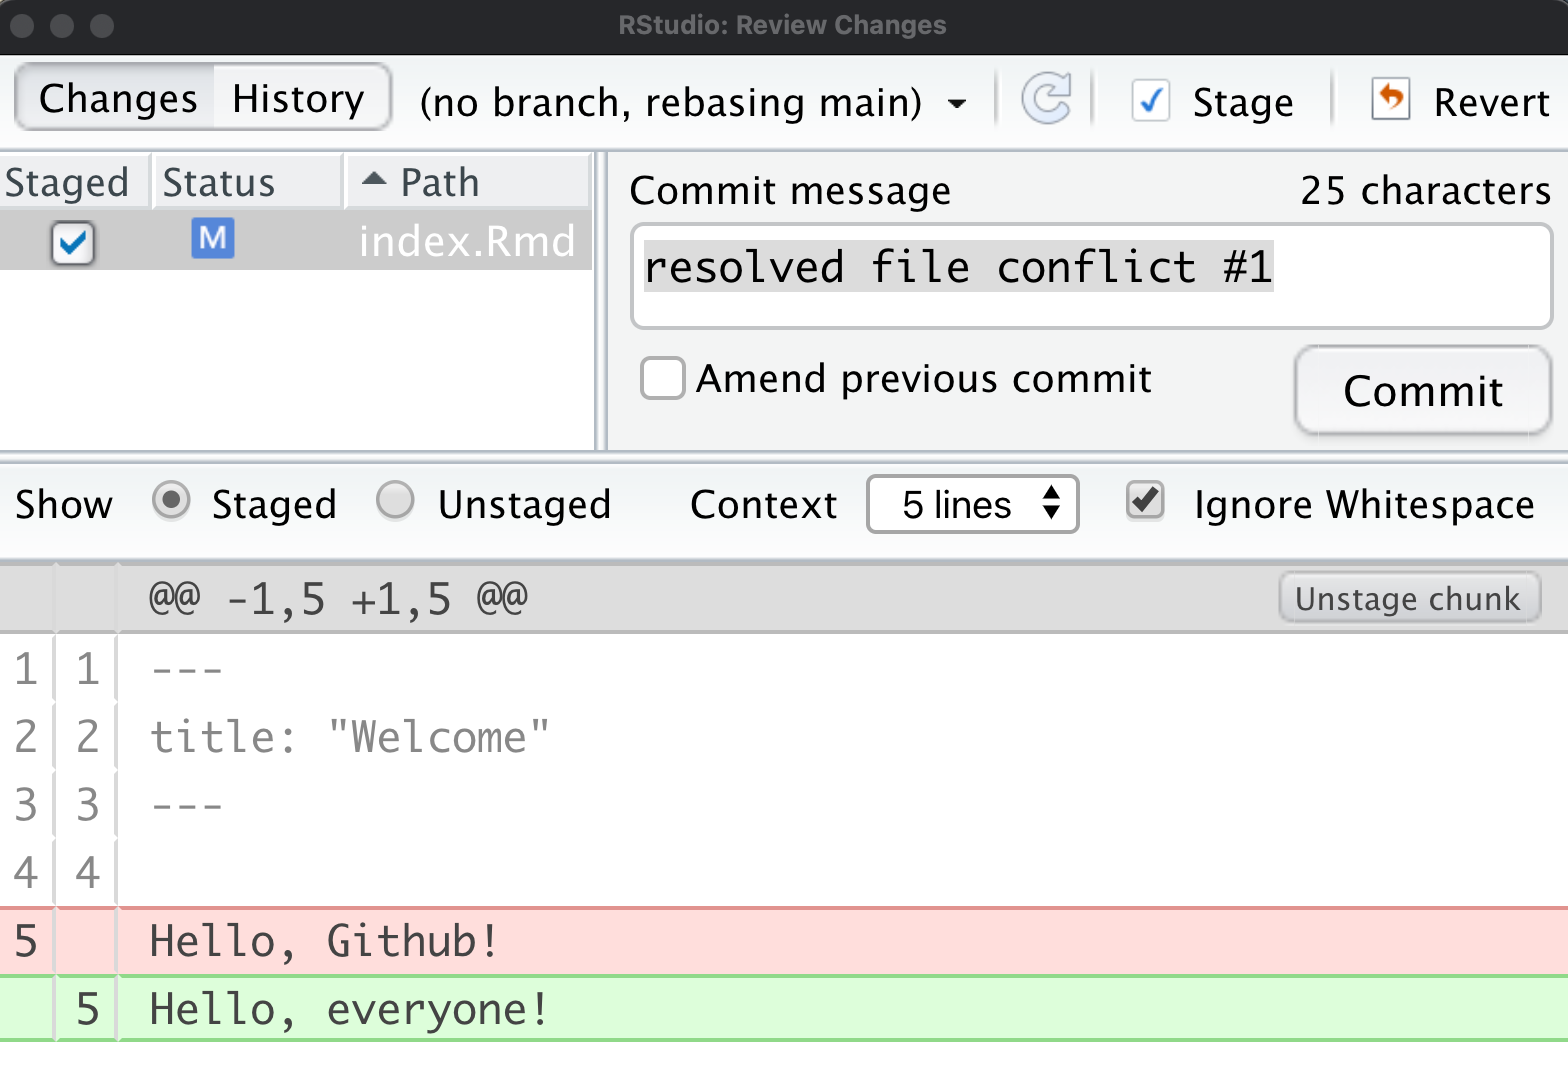 RStudio: Review Changes
Changes History (no branch, rebasing main) Stage Revert
Staged Status Path
M index.Rmd
Commit message 25 characters
resolved file conflict #1
Amend previous commit Commit
Show Staged Unstaged Context 5 lines Ignore Whitespace
@@ -1,5 +1,5 @@ Unstage chunk
1 1 ---
2 2 title: "Welcome"
3 3 ---
4 4
5 Hello, Github!
5 Hello, everyone!